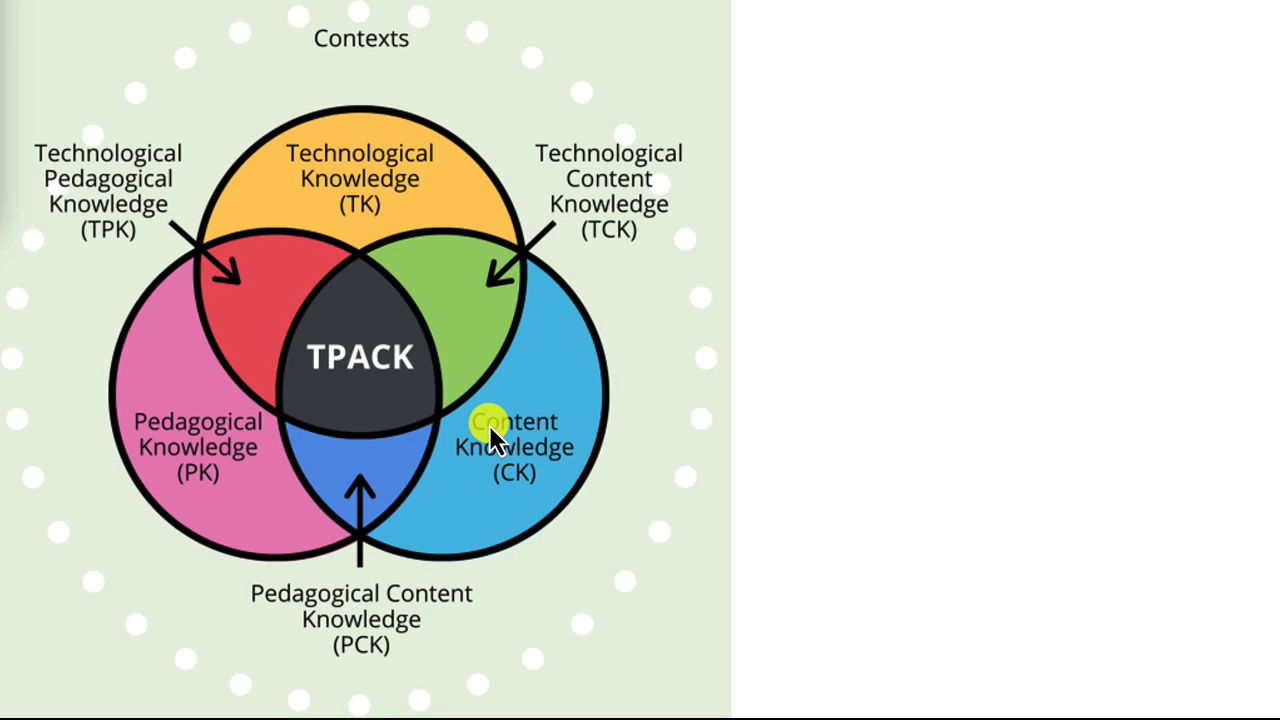 Contexts
Technological
Pedagogical
Knowledge
(TPK)
Technological
Knowledge
(TK)
Technological
Content
Knowledge
(TCK)
TPACK
Pedagogical
Knowledge
(PK)
Content
Knowledge
(CK)
Pedagogical Content
Knowledge
(PCK)